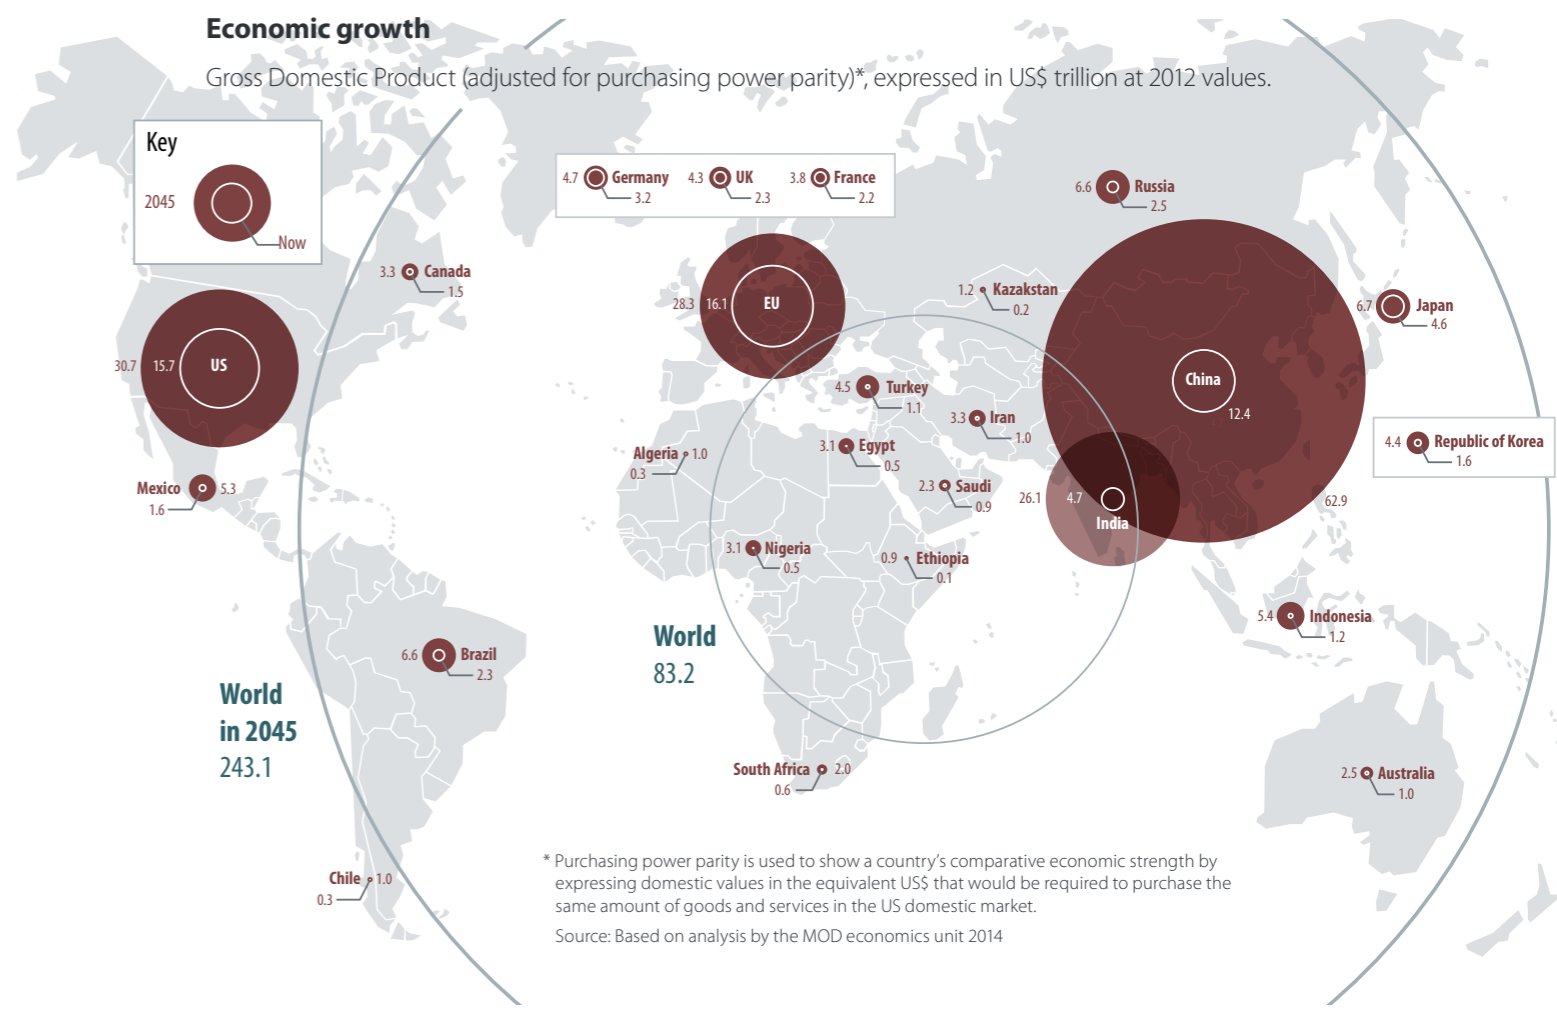 Economic growth
Gross Domestic Product (adjusted for purchasing power parity)*, expressed in US$ trillion at 2012 values.
Key
2045
Now
4.7 Germany
3.2
4.3 UK
2.3
3.8 France
2.2
6.6 Russia
2.5
3.3 Canada
1.5
28.3 16.1 EU
1.2 Kazakstan
0.2
6.7 Japan
4.6
30.7 15.7 US
China
12.4
62.9
4.5 Turkey
1.1
3.3 Iran
1.0
4.4 Republic of Korea
1.6
Algeria 1.0
0.3
3.1 Egypt
0.5
2.3 Saudi
0.9
26.1 4.7
India
Mexico 5.3
1.6
3.1 Nigeria
0.5
0.9 Ethiopia
0.1
5.4 Indonesia
1.2
World
83.2
6.6 Brazil
2.3
World
in 2045
243.1
South Africa 2.0
0.6
2.5 Australia
1.0
Chile 1.0
0.3
* Purchasing power parity is used to show a country's comparative economic strength by
expressing domestic values in the equivalent US$ that would be required to purchase the
same amount of goods and services in the US domestic market.
Source: Based on analysis by the MOD economics unit 2014